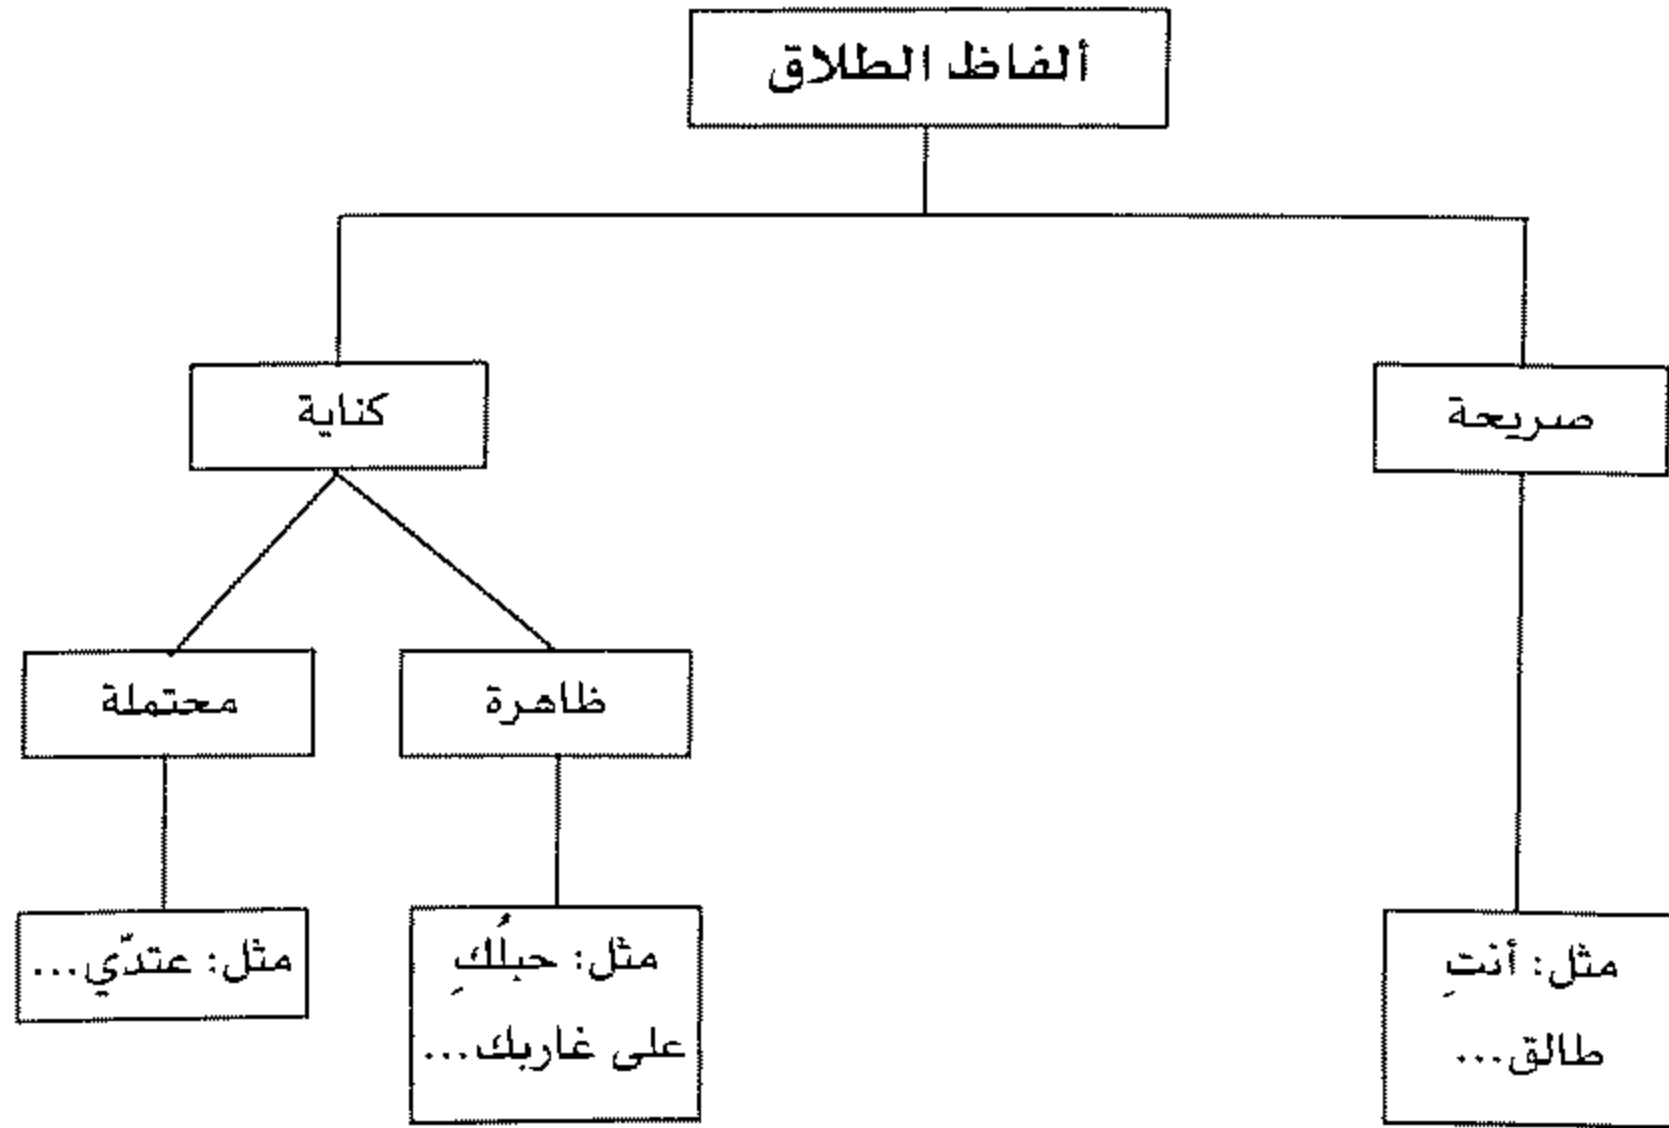 ألفاظ الطلاق
صريحة
كناية
ظاهرة
محتملة
مثل: أنتِ
طالق...
مثل: حبلُكِ
على غاربك...
مثل: عتدّي...